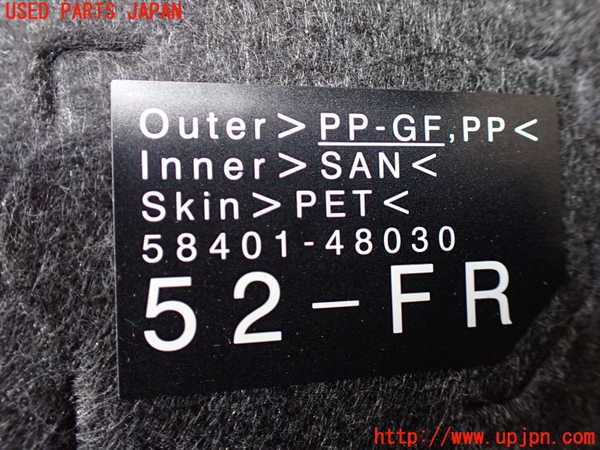 USED PARTS JAPAN
Outer>PP-GF,PP<
Inner>SAN<
Skin>PET<
58401-48030
52-FR
http://www.upjpn.com